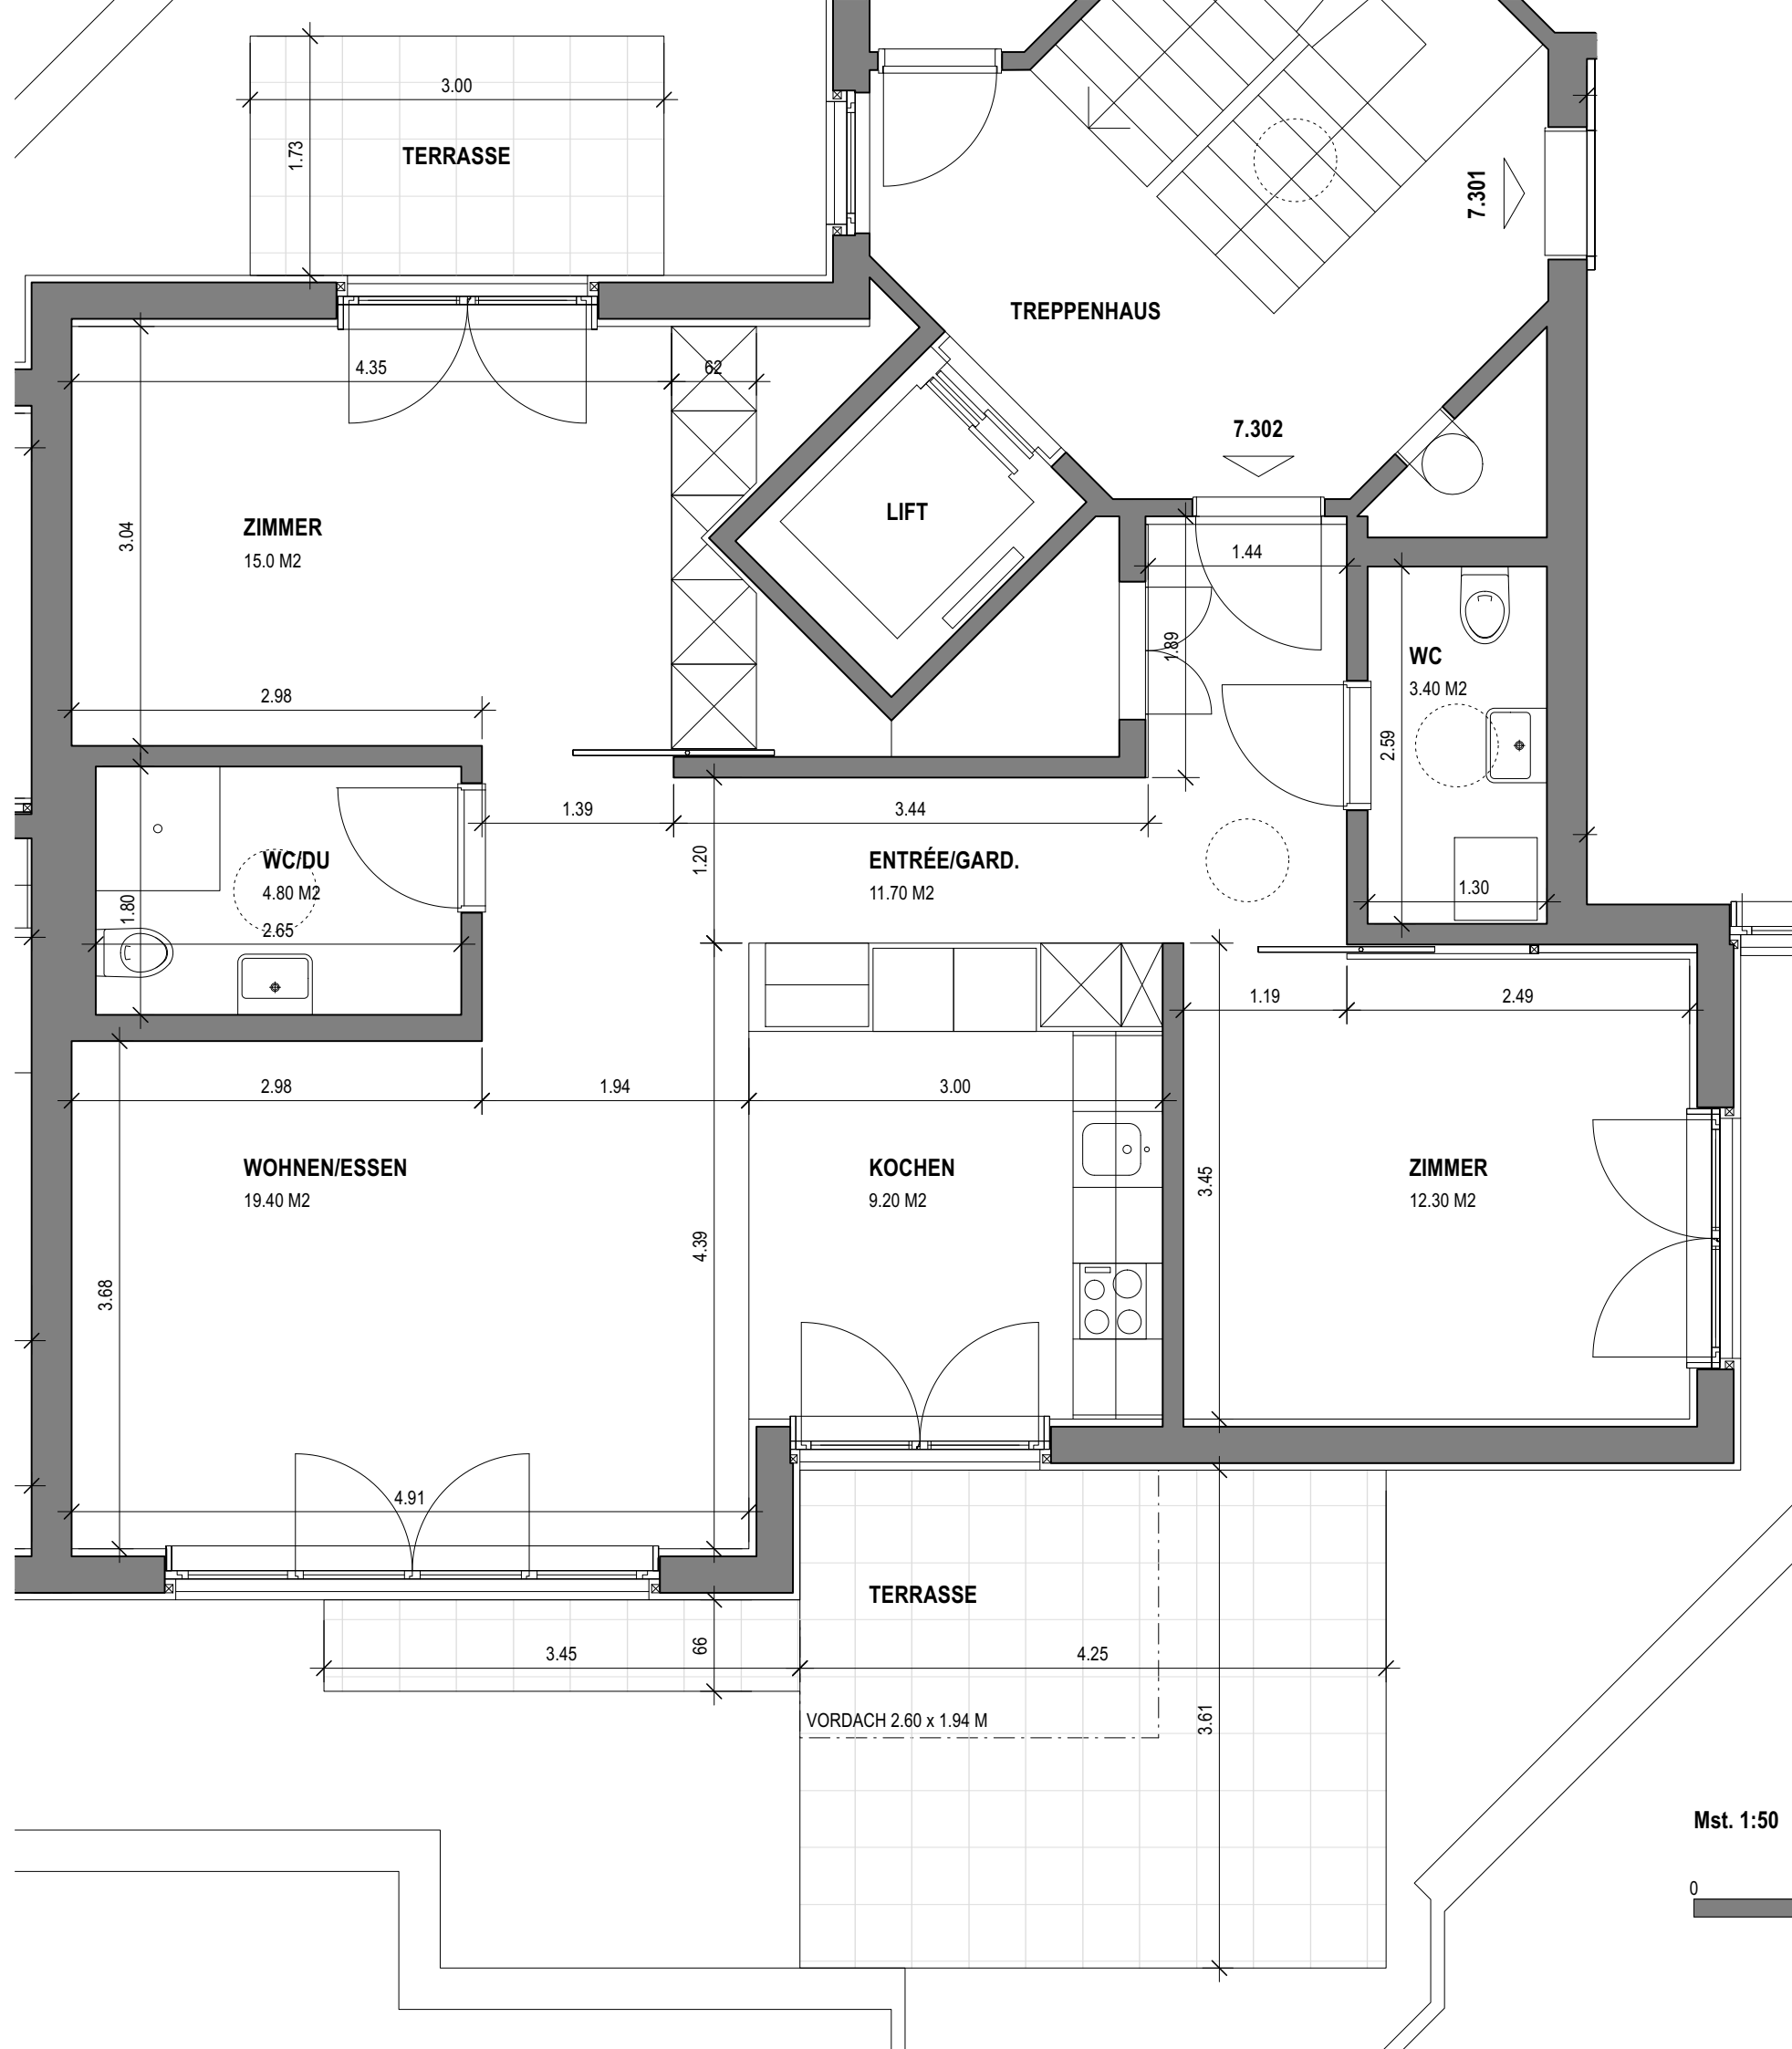 3.00
1.73
TERRASSE
7.301
TREPPENHAUS
4.35
62
7.302
LIFT
ZIMMER
15.0 M2
3.04
1.44
1.89
WC
3.40 M2
2.59
2.98
1.39
3.44
1.20
WC/DU
4.80 M2
1.80
2.65
ENTRÉE/GARD.
11.70 M2
1.30
1.19
2.49
2.98
1.94
3.00
WOHNEN/ESSEN
19.40 M2
KOCHEN
9.20 M2
3.45
ZIMMER
12.30 M2
4.39
3.68
4.91
TERRASSE
66
3.45
4.25
VORDACH 2.60 x 1.94 M
3.61
Mst. 1:50
0